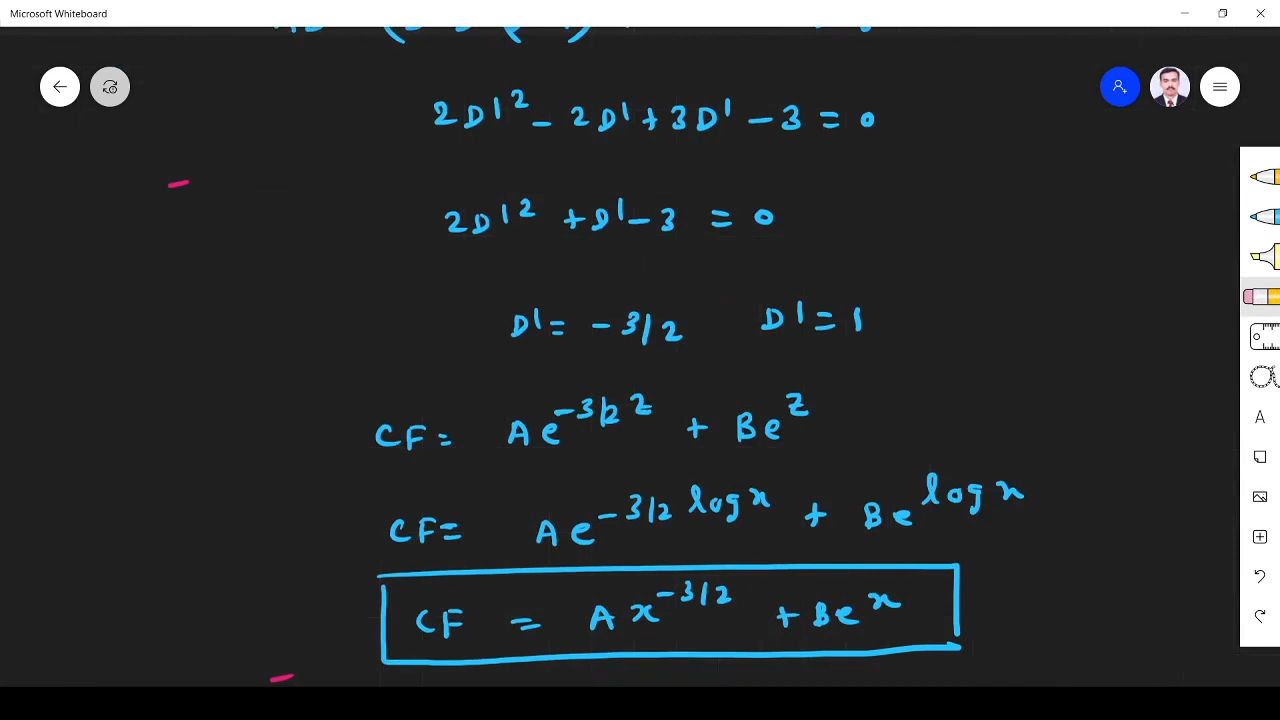 Microsoft Whiteboard
2D'² - 2D' + 3D' - 3 = 0
2D'² + D' - 3 = 0
D' = -3/2 D' = 1
CF = Ae^{-3/2 z} + Be^{z}
CF = Ae^{-3/2 log x} + Be^{log x}
CF = Ax^{-3/2} + Be^{x}